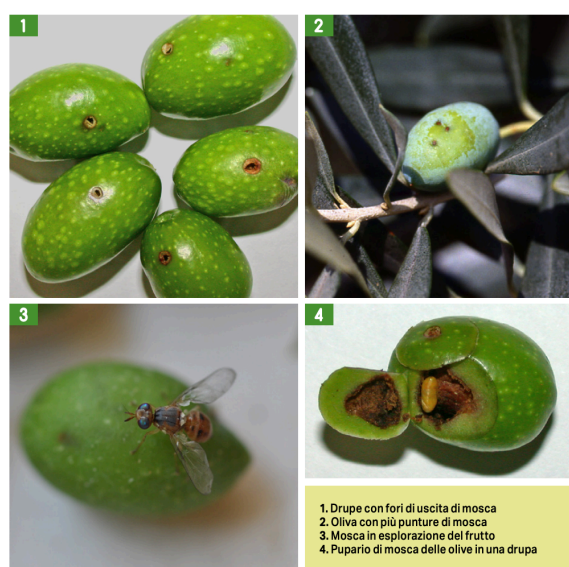 1
2
3
4
1. Drupe con fori di uscita di mosca
2. Oliva con più punture di mosca
3. Mosca in esplorazione del frutto
4. Pupario di mosca delle olive in una drupa